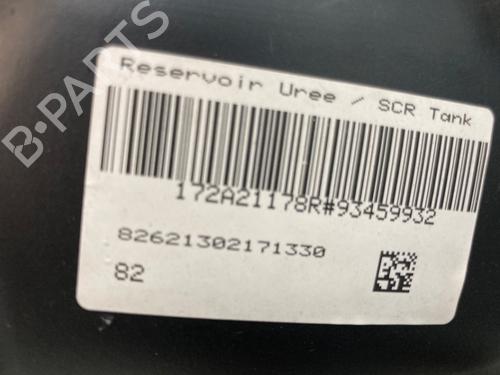 B-PARTS
Reservoir Uree / SCR Tank
172A21178R#93459932
82621302171330
82